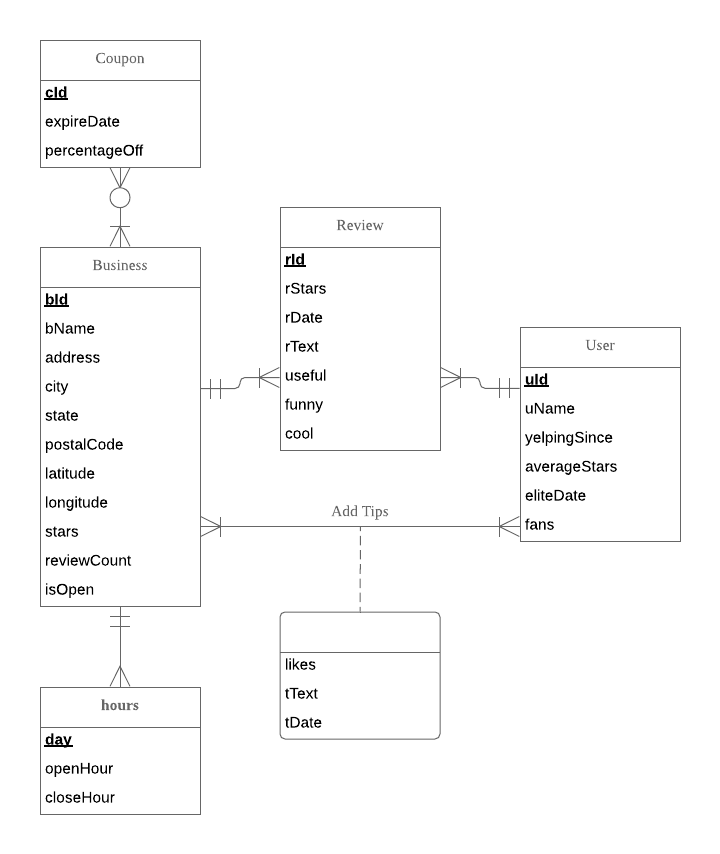 Coupon
cId
expireDate
percentageOff
Business
bId
bName
address
city
state
postalCode
latitude
longitude
stars
reviewCount
isOpen
Review
rId
rStars
rDate
rText
useful
funny
cool
User
uId
uName
yelpingSince
averageStars
eliteDate
fans
Add Tips
likes
tText
tDate
hours
day
openHour
closeHour